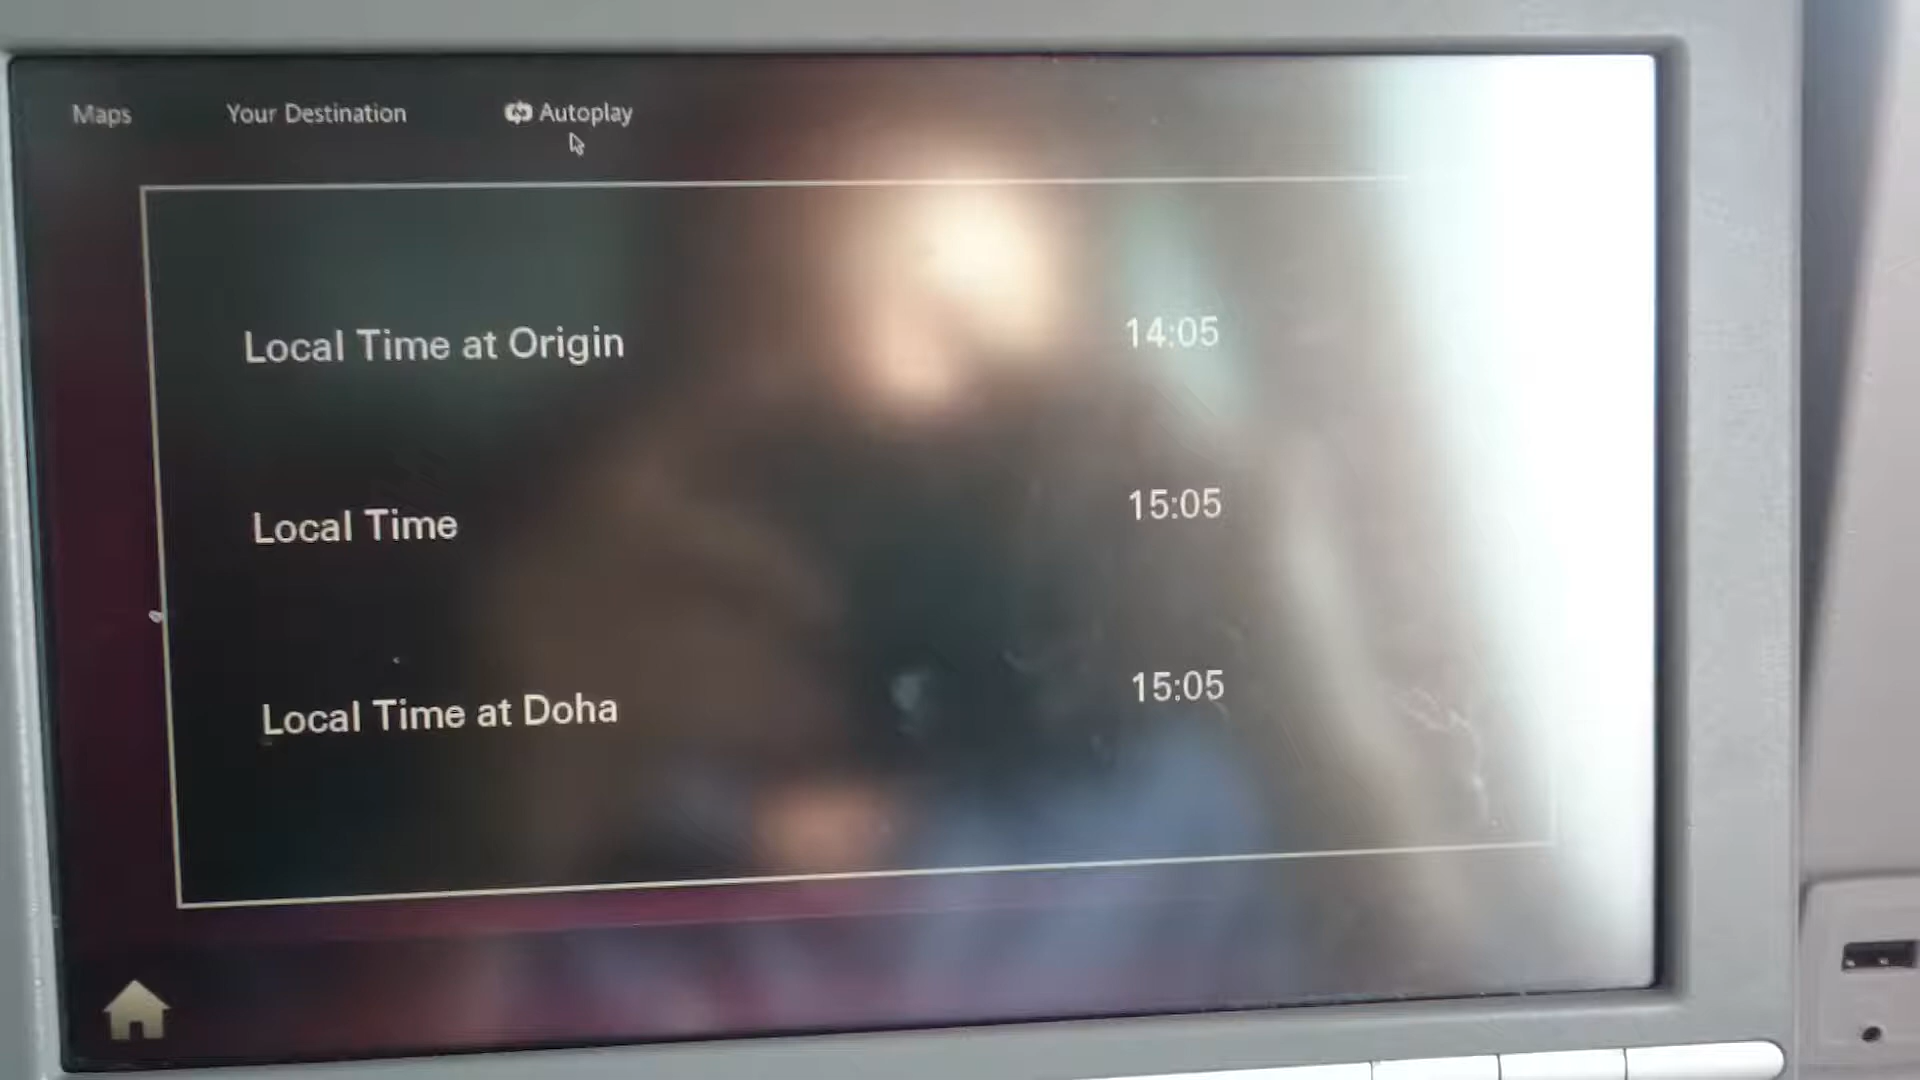 Maps Your Destination Autoplay
Local Time at Origin 14:05
Local Time 15:05
Local Time at Doha 15:05